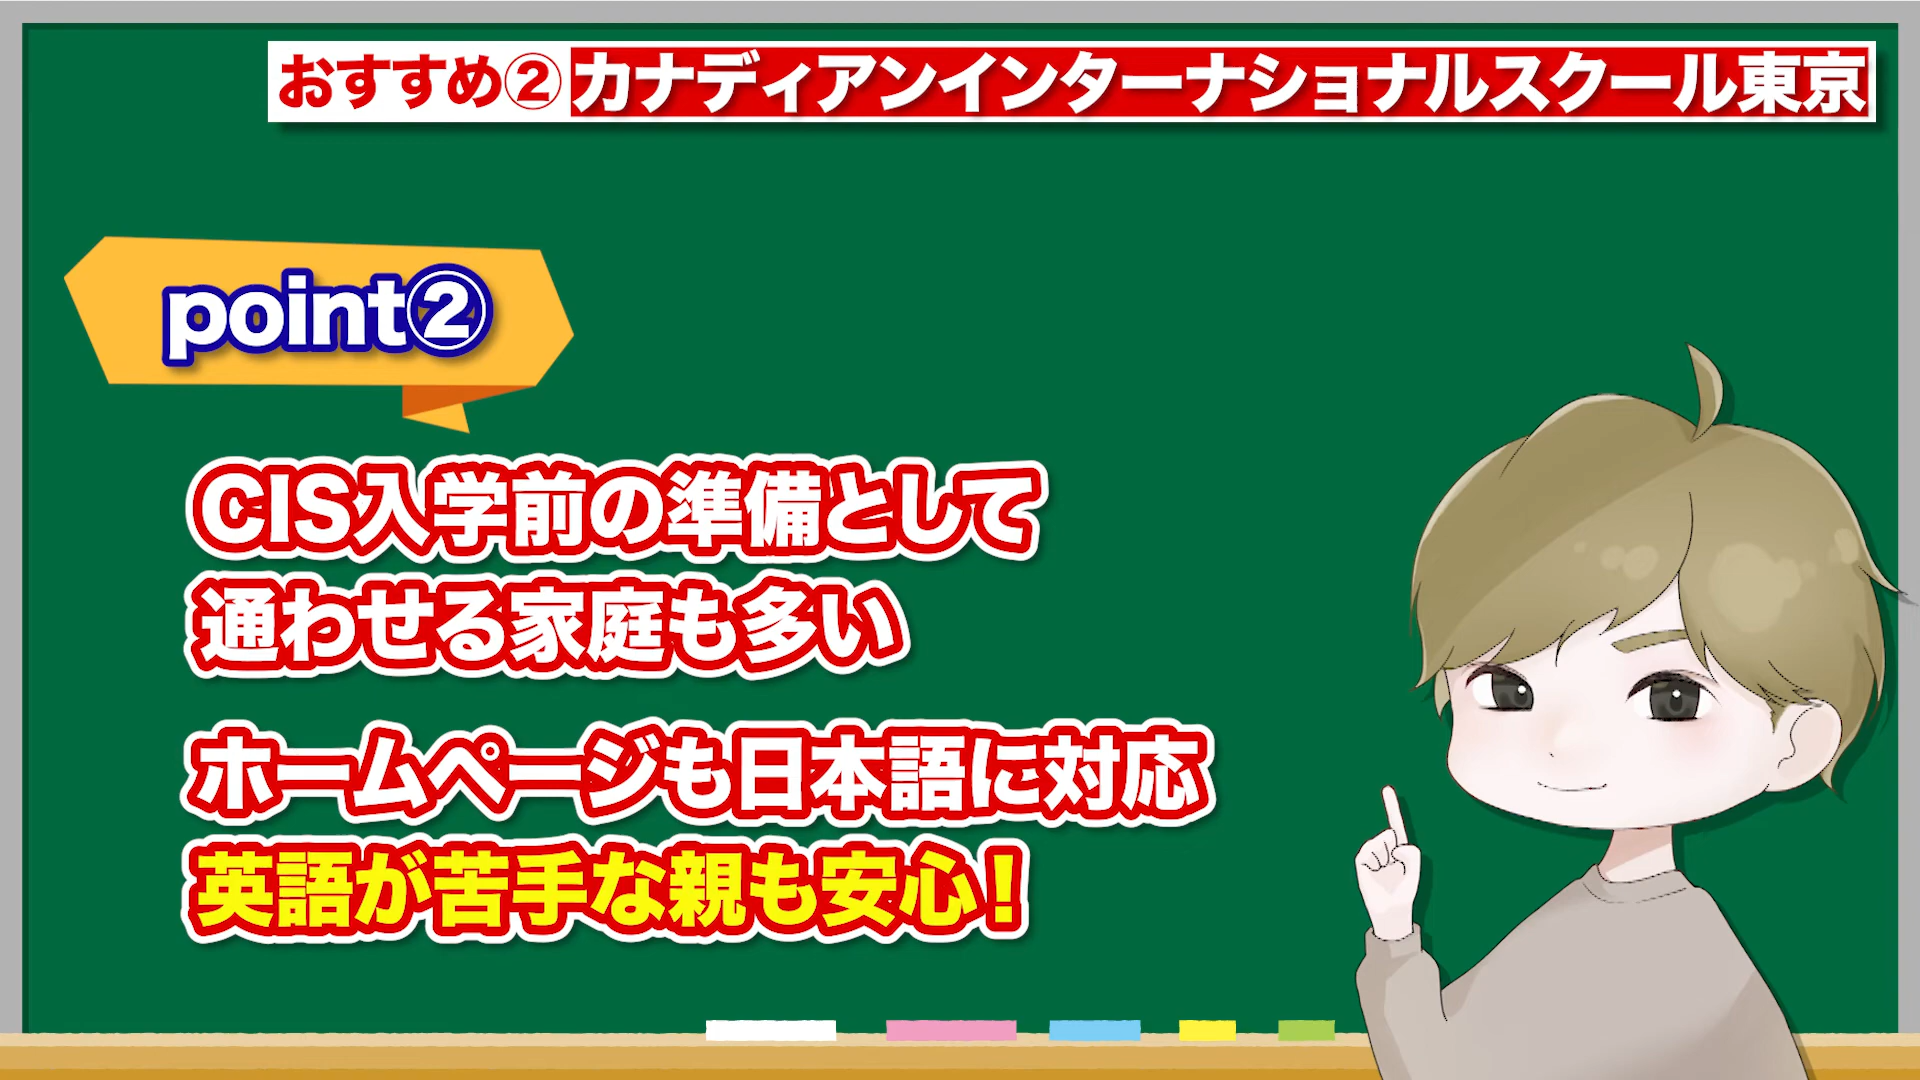 おすすめ②カナディアンインターナショナルスクール東京
point②
CIS入学前の準備として
通わせる家庭も多い
ホームページも日本語に対応
英語が苦手な親も安心！